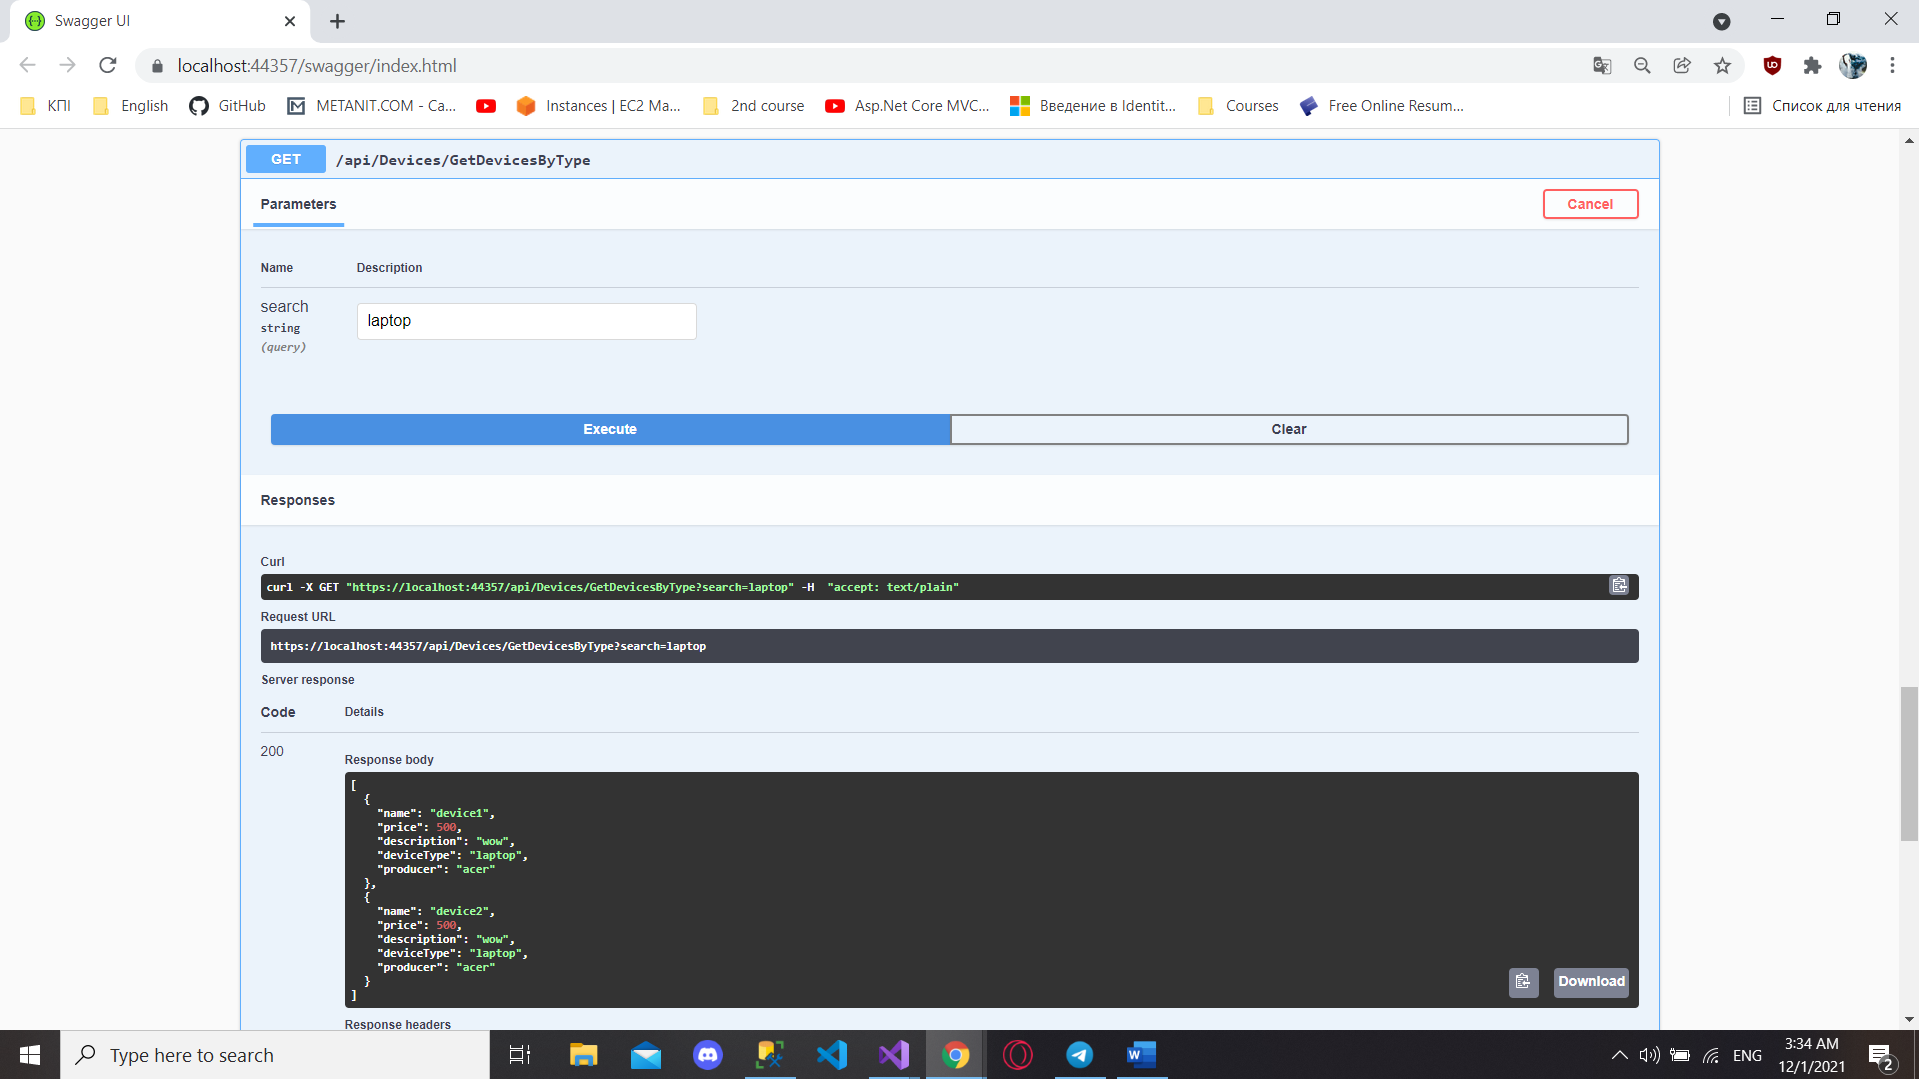 Swagger UI
localhost:44357/swagger/index.html
КПІ
English
GitHub
METANIT.COM - Ca...
Instances | EC2 Ma...
2nd course
Asp.Net Core MVC...
Введение в Identit...
Courses
Free Online Resum...
Список для чтения
GET /api/Devices/GetDevicesByType
Parameters
Cancel
Name Description
search
string
(query)
laptop
Execute
Clear
Responses
Curl
curl -X GET "https://localhost:44357/api/Devices/GetDevicesByType?search=laptop" -H  "accept: text/plain"
Request URL
https://localhost:44357/api/Devices/GetDevicesByType?search=laptop
Server response
Code Details
200
Response body
[
  {
    "name": "device1",
    "price": 500,
    "description": "wow",
    "deviceType": "laptop",
    "producer": "acer"
  },
  {
    "name": "device2",
    "price": 500,
    "description": "wow",
    "deviceType": "laptop",
    "producer": "acer"
  }
]
Download
Response headers
Type here to search
ENG
3:34 AM
12/1/2021
2